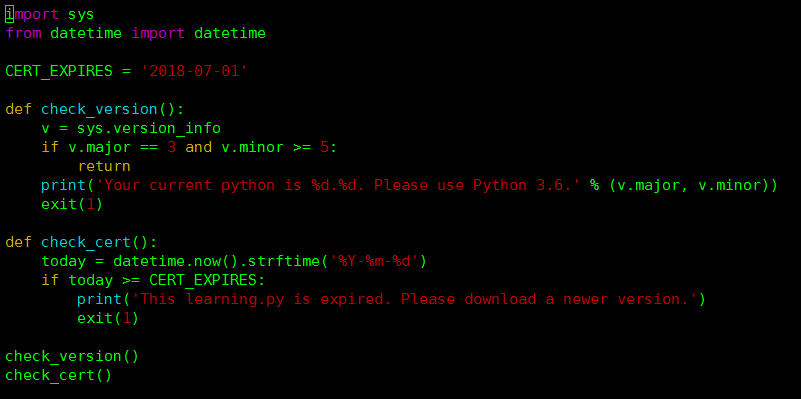 import sys
from datetime import datetime

CERT_EXPIRES = '2018-07-01'

def check_version():
    v = sys.version_info
    if v.major == 3 and v.minor >= 5:
        return
    print('Your current python is %d.%d. Please use Python 3.6.' % (v.major, v.minor))
    exit(1)

def check_cert():
    today = datetime.now().strftime('%Y-%m-%d')
    if today >= CERT_EXPIRES:
        print('This learning.py is expired. Please download a newer version.')
        exit(1)

check_version()
check_cert()